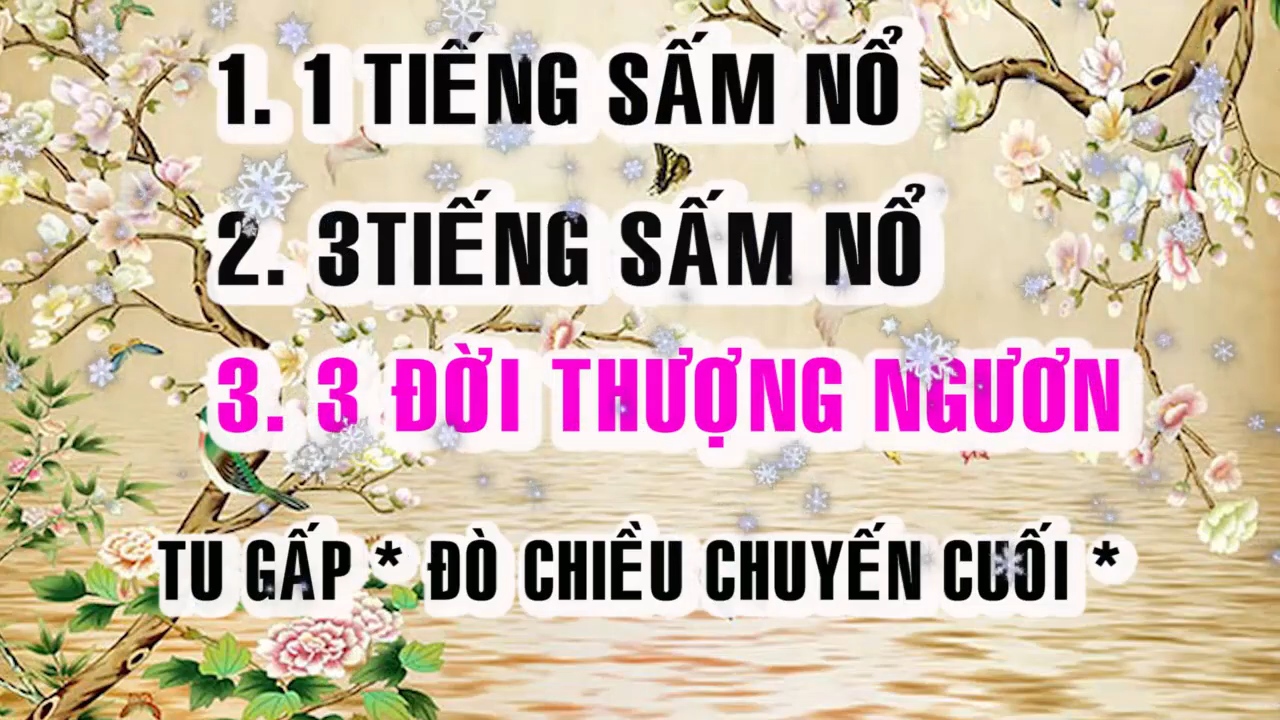 1. 1 TIẾNG SẤM NỔ
2. 3TIẾNG SẤM NỔ
3. 3 ĐỜI THƯỢNG NGƯƠN
TU GẤP * ĐÒ CHIỀU CHUYẾN CUỐI *